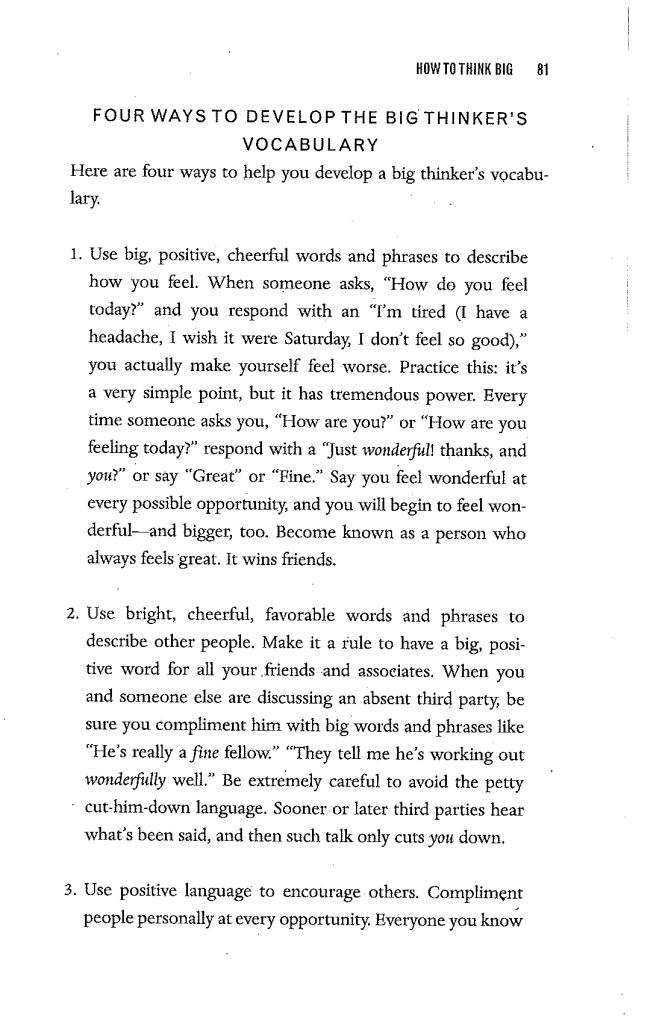 HOW TO THINK BIG 81
FOUR WAYS TO DEVELOP THE BIG THINKER'S
VOCABULARY
Here are four ways to help you develop a big thinker's vocabu-
lary.
1. Use big, positive, cheerful words and phrases to describe
how you feel. When someone asks, "How do you feel
today?" and you respond with an "I'm tired (I have a
headache, I wish it were Saturday, I don't feel so good),"
you actually make yourself feel worse. Practice this: it's
a very simple point, but it has tremendous power. Every
time someone asks you, "How are you?" or "How are you
feeling today?" respond with a "Just wonderful! thanks, and
you?" or say "Great" or "Fine." Say you feel wonderful at
every possible opportunity, and you will begin to feel won-
derful—and bigger, too. Become known as a person who
always feels great. It wins friends.
2. Use bright, cheerful, favorable words and phrases to
describe other people. Make it a rule to have a big, posi-
tive word for all your friends and associates. When you
and someone else are discussing an absent third party, be
sure you compliment him with big words and phrases like
"He's really a fine fellow." "They tell me he's working out
wonderfully well." Be extremely careful to avoid the petty
cut-him-down language. Sooner or later third parties hear
what's been said, and then such talk only cuts you down.
3. Use positive language to encourage others. Compliment
people personally at every opportunity. Everyone you know